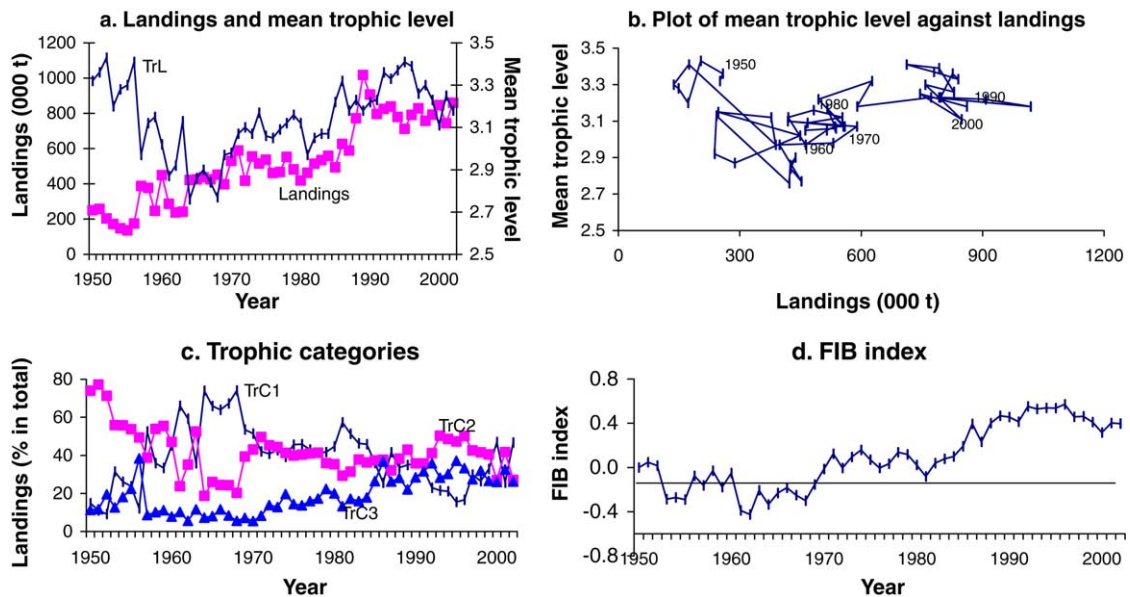 a. Landings and mean trophic level
Landings (000 t)
1200
1000
800
600
400
200
0
3.5
3.3
3.1
2.9
2.7
2.5
Mean trophic level
TrL
Landings
1950 1960 1970 1980 1990 2000
Year
b. Plot of mean trophic level against landings
Mean trophic level
3.5
3.3
3.1
2.9
2.7
2.5
1950
1980
1990
2000
1970
1960
0 300 600 900 1200
Landings (000 t)
c. Trophic categories
Landings (% in total)
80
60
40
20
0
TrC1
TrC2
TrC3
1950 1960 1970 1980 1990 2000
Year
d. FIB index
FIB index
0.8
0.4
0.0
-0.4
-0.8
1950 1960 1970 1980 1990 2000
Year